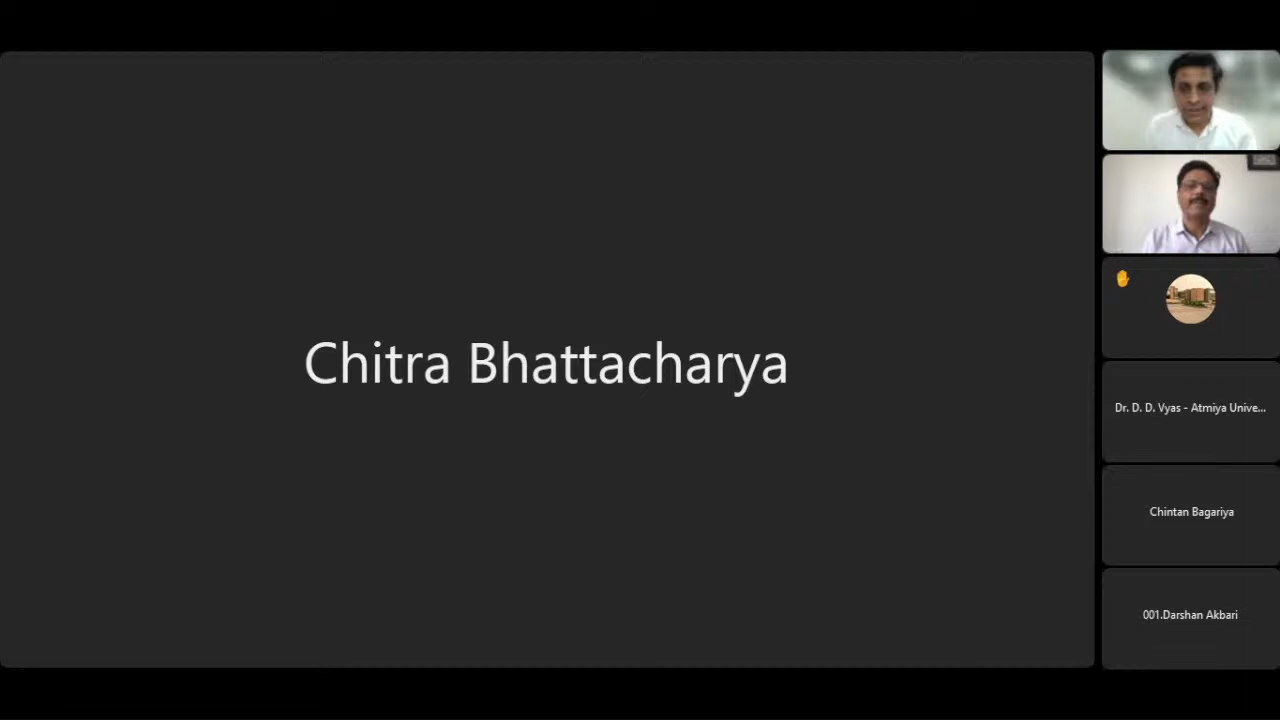 Chitra Bhattacharya
Dr. D. D. Vyas - Atmiya Unive...
Chintan Bagariya
001.Darshan Akbari